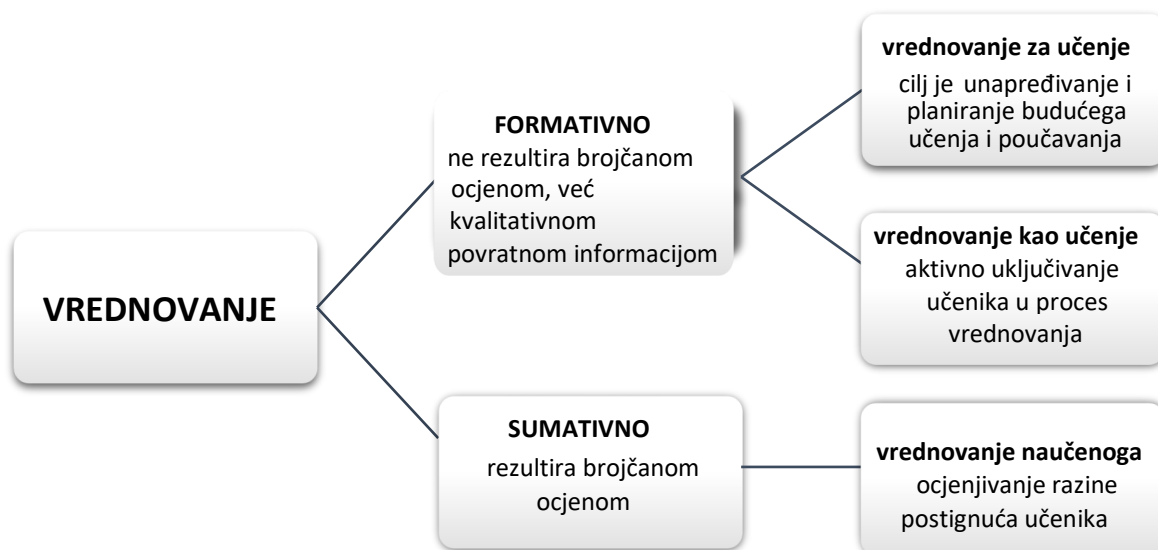 VREDNOVANJE
FORMATIVNO
ne rezultira brojčanom
ocjenom, već
kvalitativnom
povratnom informacijom
SUMATIVNO
rezultira brojčanom
ocjenom
vrednovanje za učenje
cilj je unapređivanje i
planiranje budućega
učenja i poučavanja
vrednovanje kao učenje
aktivno uključivanje
učenika u proces
vrednovanja
vrednovanje naučenoga
ocjenjivanje razine
postignuća učenika